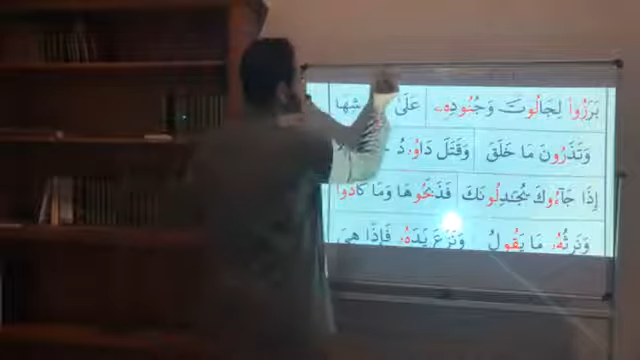 بَرَزُوا۟ لِجَالُوتَ وَجُنُودِهِۦ عَلَىٰ
وَتَذَرُونَ مَا خَلَقَ وَقَتَلَ دَاوُۥدُ
إِذَا جَآءُوكَ يُجَـٰدِلُونَكَ فَذَبَحُوهَا وَمَا كَادُوا۟
وَنَرِثُهُۥ مَا يَقُولُ وَنَزَعَ يَدَهُۥ فَإِذَا هِىَ